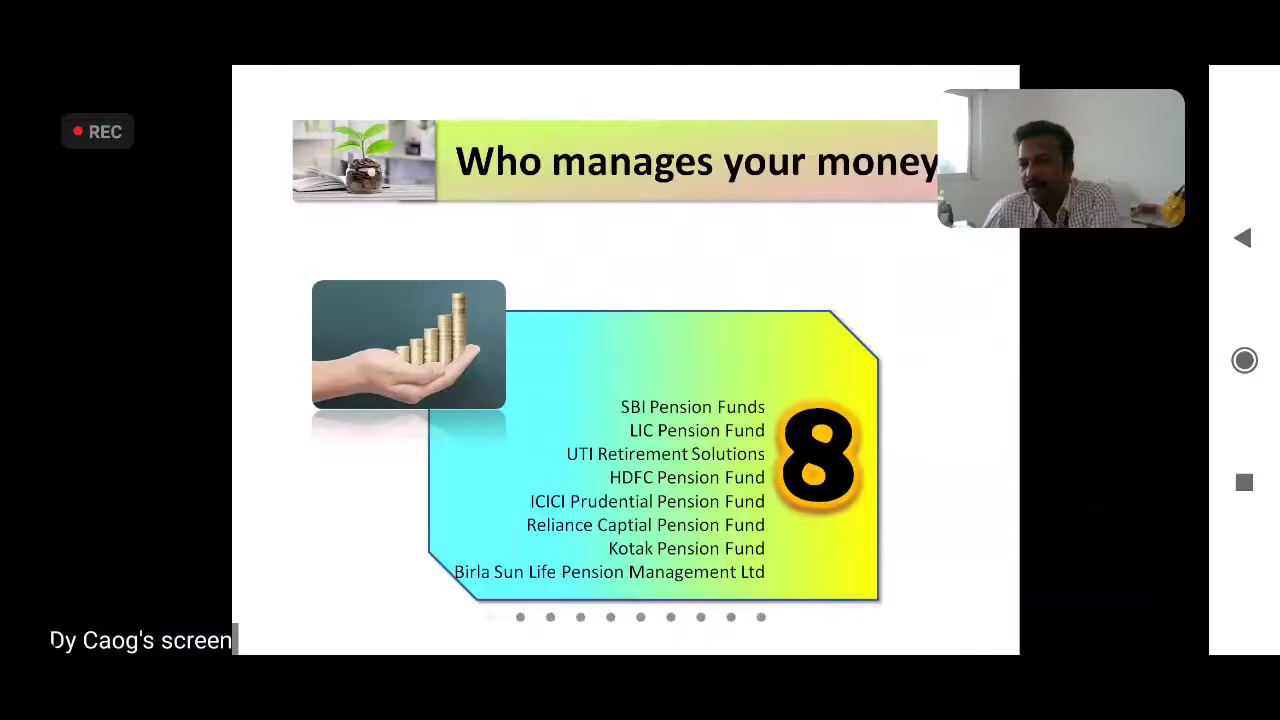 REC
Who manages your money
SBI Pension Funds
LIC Pension Fund
UTI Retirement Solutions
HDFC Pension Fund
ICICI Prudential Pension Fund
Reliance Captial Pension Fund
Kotak Pension Fund
Birla Sun Life Pension Management Ltd
8
Dy Caog's screen